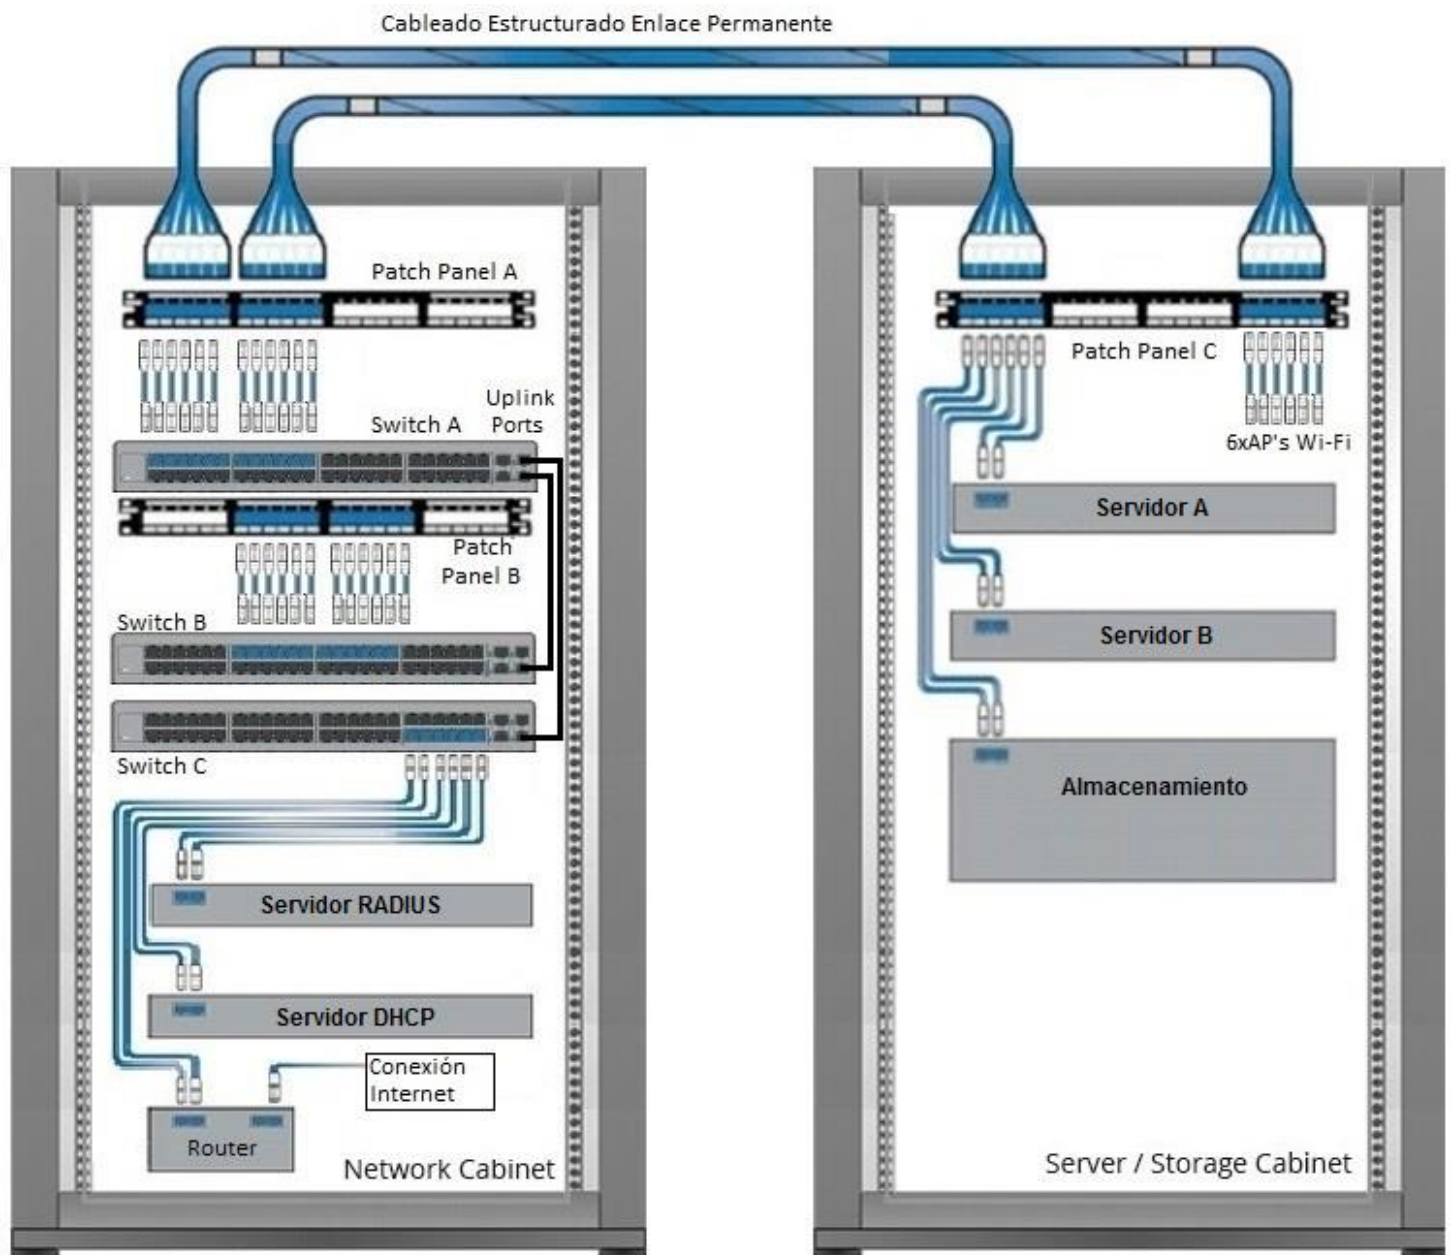 Cableado Estructurado Enlace Permanente
Patch Panel A
Uplink
Ports
Switch A
Patch
Panel B
Switch B
Switch C
Servidor RADIUS
Servidor DHCP
Conexión
Internet
Router
Network Cabinet
Patch Panel C
6xAP's Wi-Fi
Servidor A
Servidor B
Almacenamiento
Server / Storage Cabinet